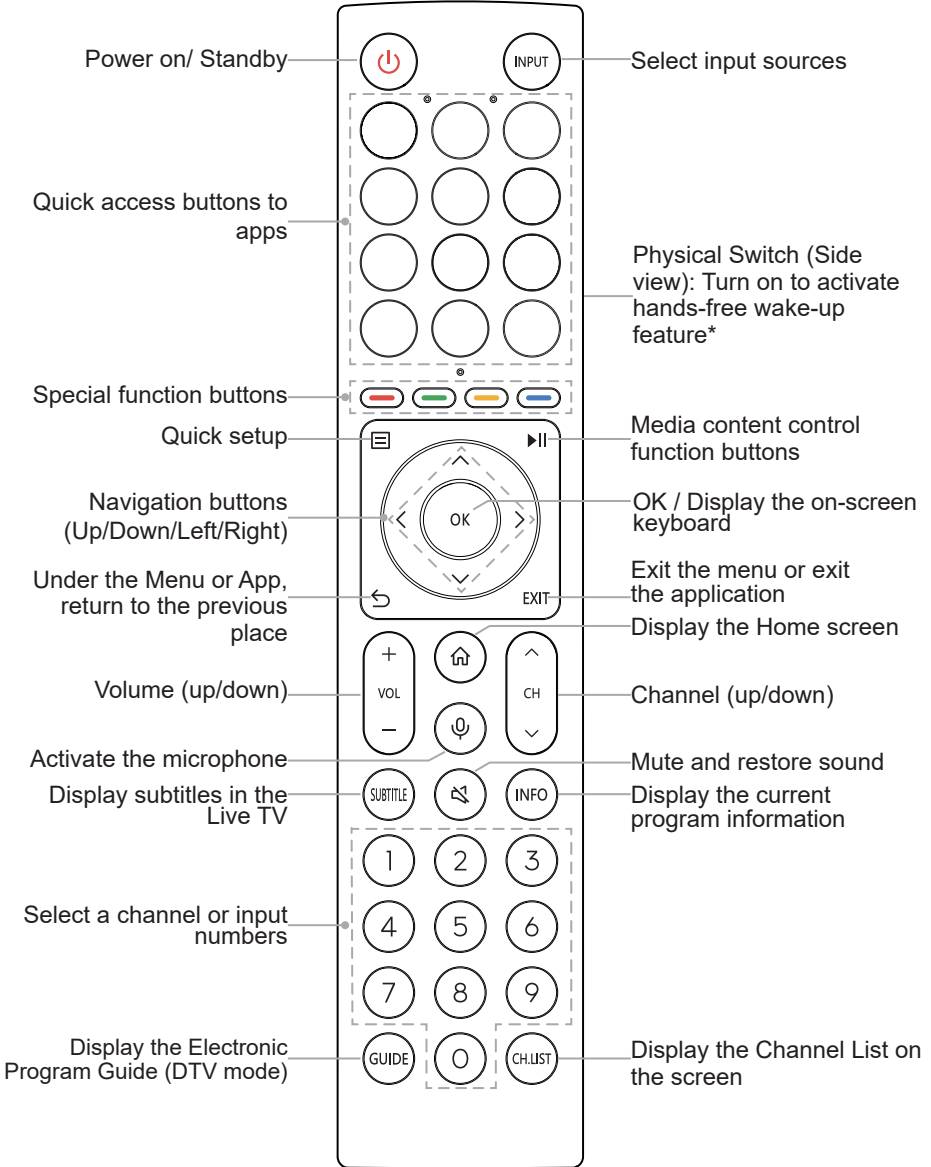 Power on/ Standby
INPUT
Select input sources
Quick access buttons to
apps
Physical Switch (Side
view): Turn on to activate
hands-free wake-up
feature*
Special function buttons
Quick setup
Media content control
function buttons
Navigation buttons
(Up/Down/Left/Right)
OK
OK / Display the on-screen
keyboard
Under the Menu or App,
return to the previous
place
EXIT
Exit the menu or exit
the application
Display the Home screen
Volume (up/down)
+
VOL
−
CH
Channel (up/down)
Activate the microphone
Mute and restore sound
Display subtitles in the
Live TV
SUBTITLE
INFO
Display the current
program information
1 2 3
Select a channel or input
numbers
4 5 6
7 8 9
Display the Electronic
Program Guide (DTV mode)
GUIDE
0
CH.LIST
Display the Channel List on
the screen